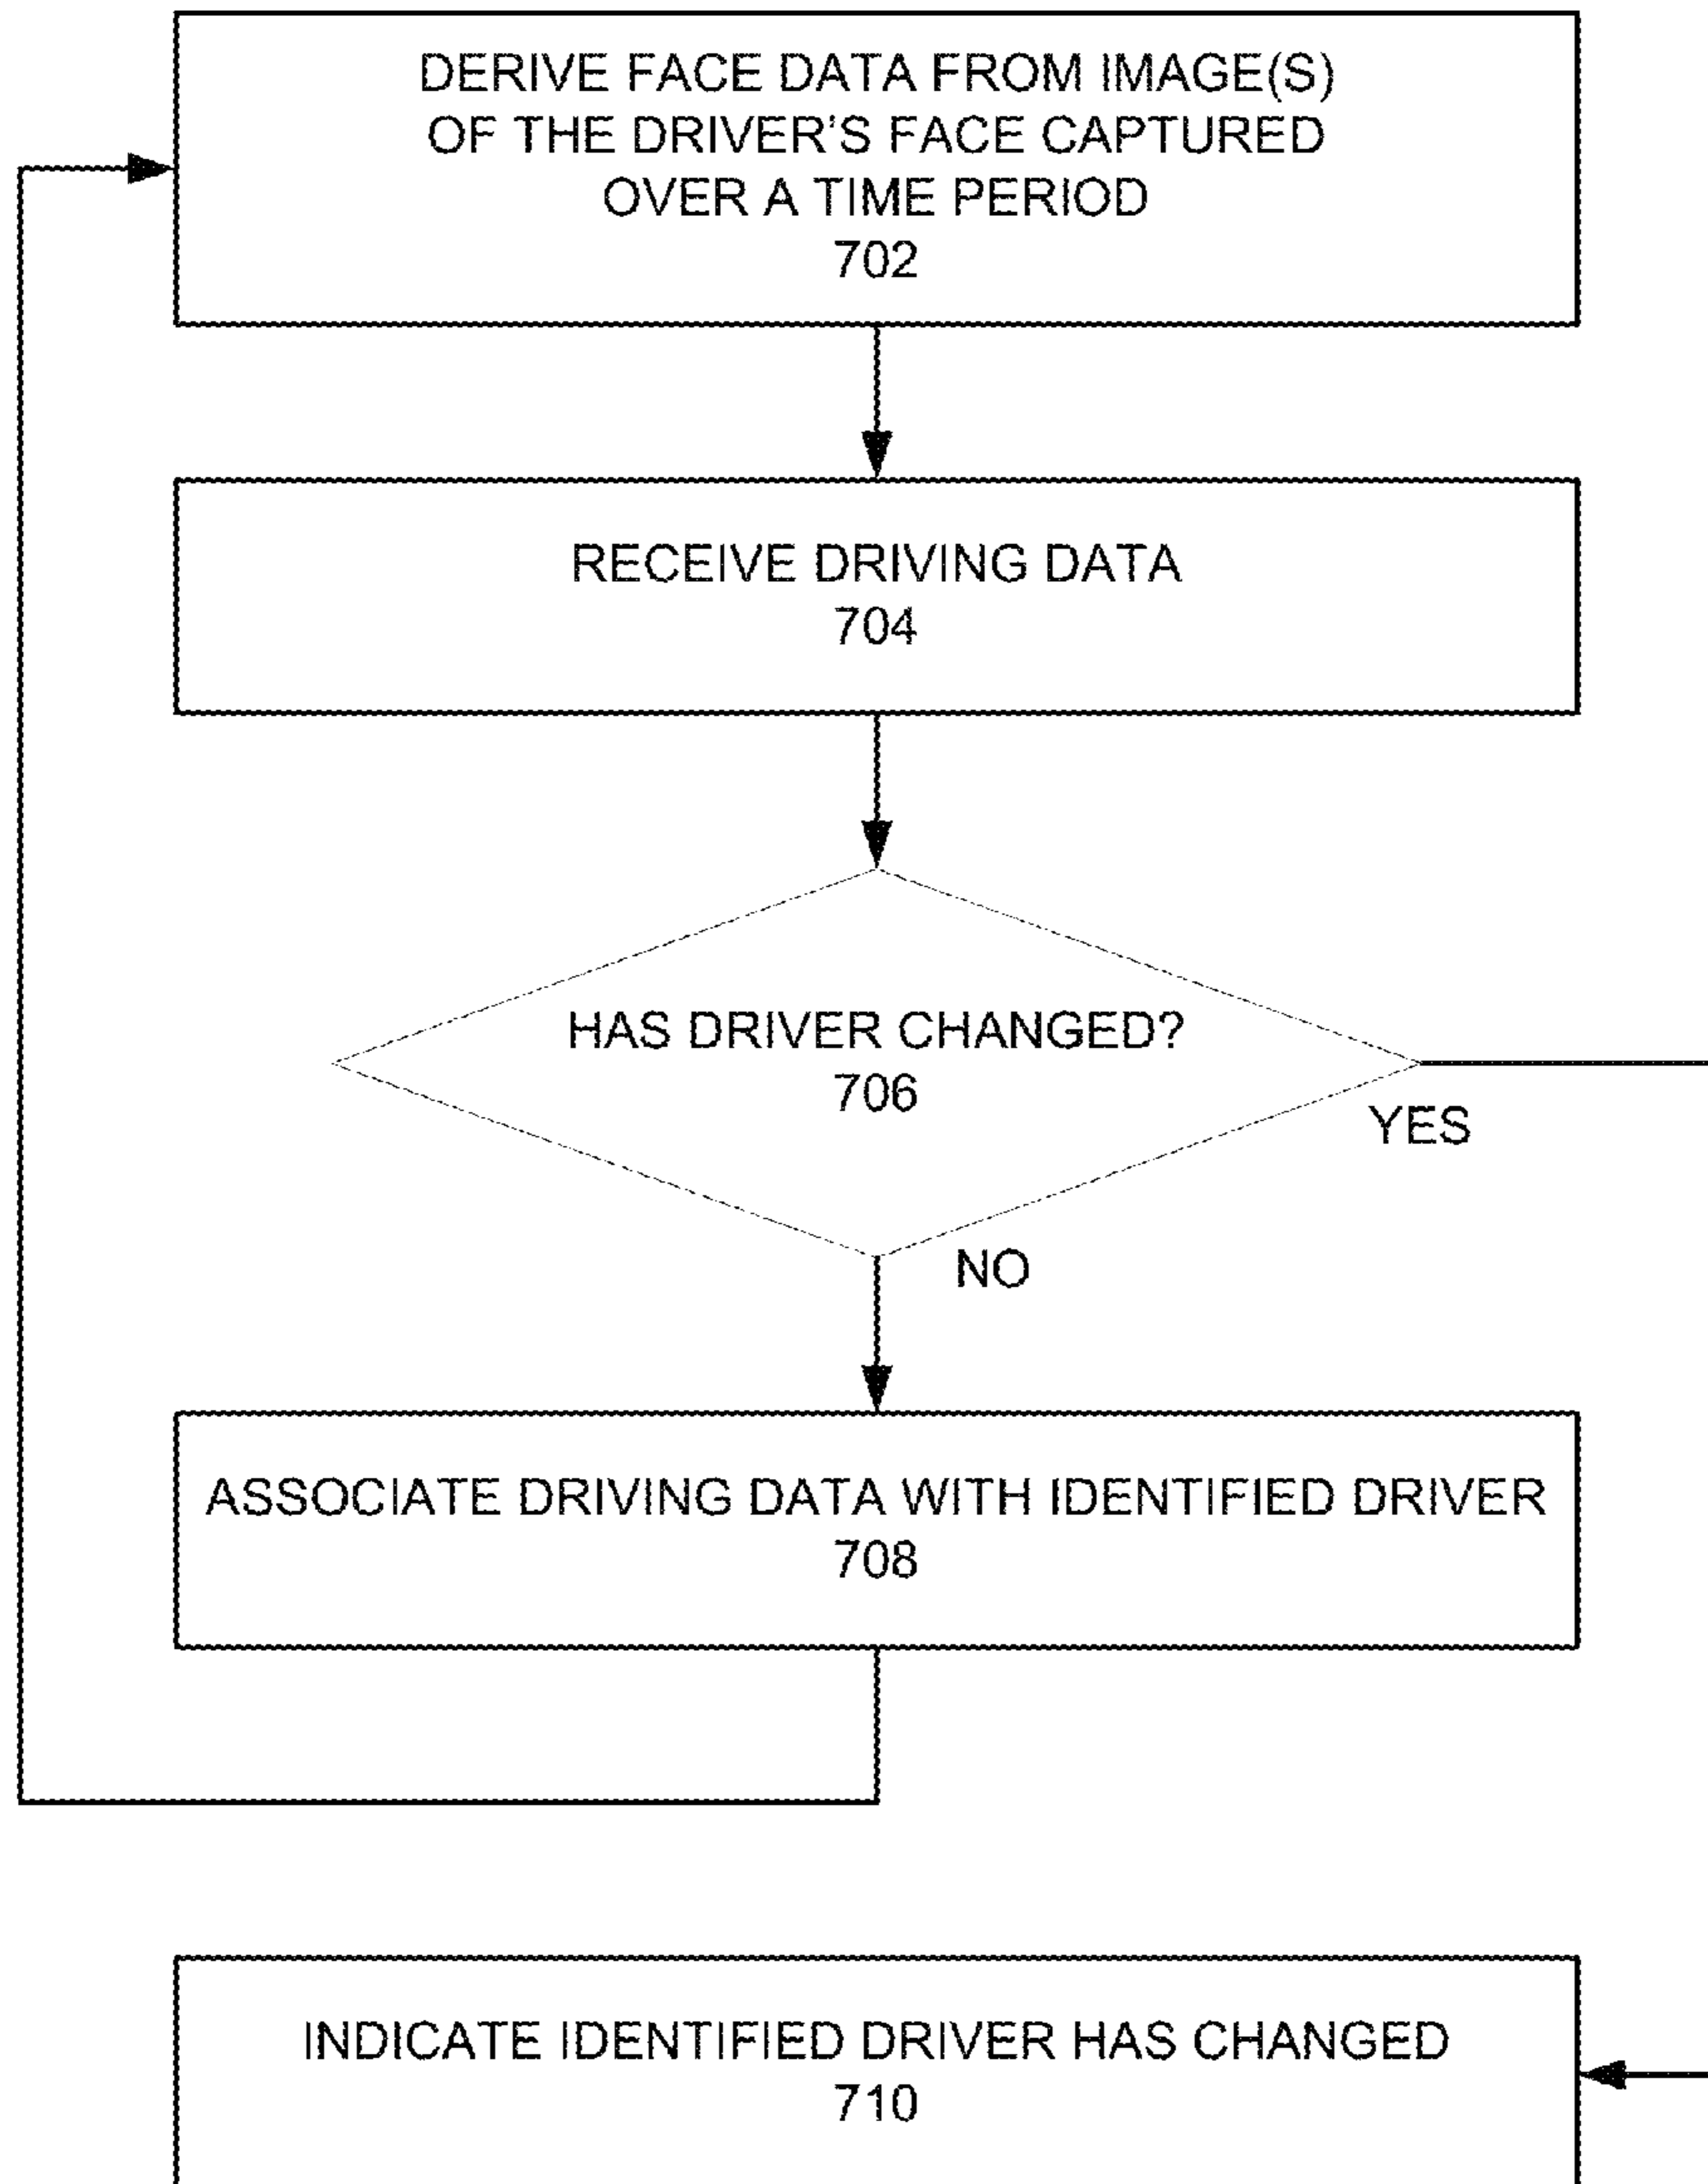 DERIVE FACE DATA FROM IMAGE(S)
OF THE DRIVER'S FACE CAPTURED
OVER A TIME PERIOD
702
RECEIVE DRIVING DATA
704
HAS DRIVER CHANGED?
706
YES
NO
ASSOCIATE DRIVING DATA WITH IDENTIFIED DRIVER
708
INDICATE IDENTIFIED DRIVER HAS CHANGED
710